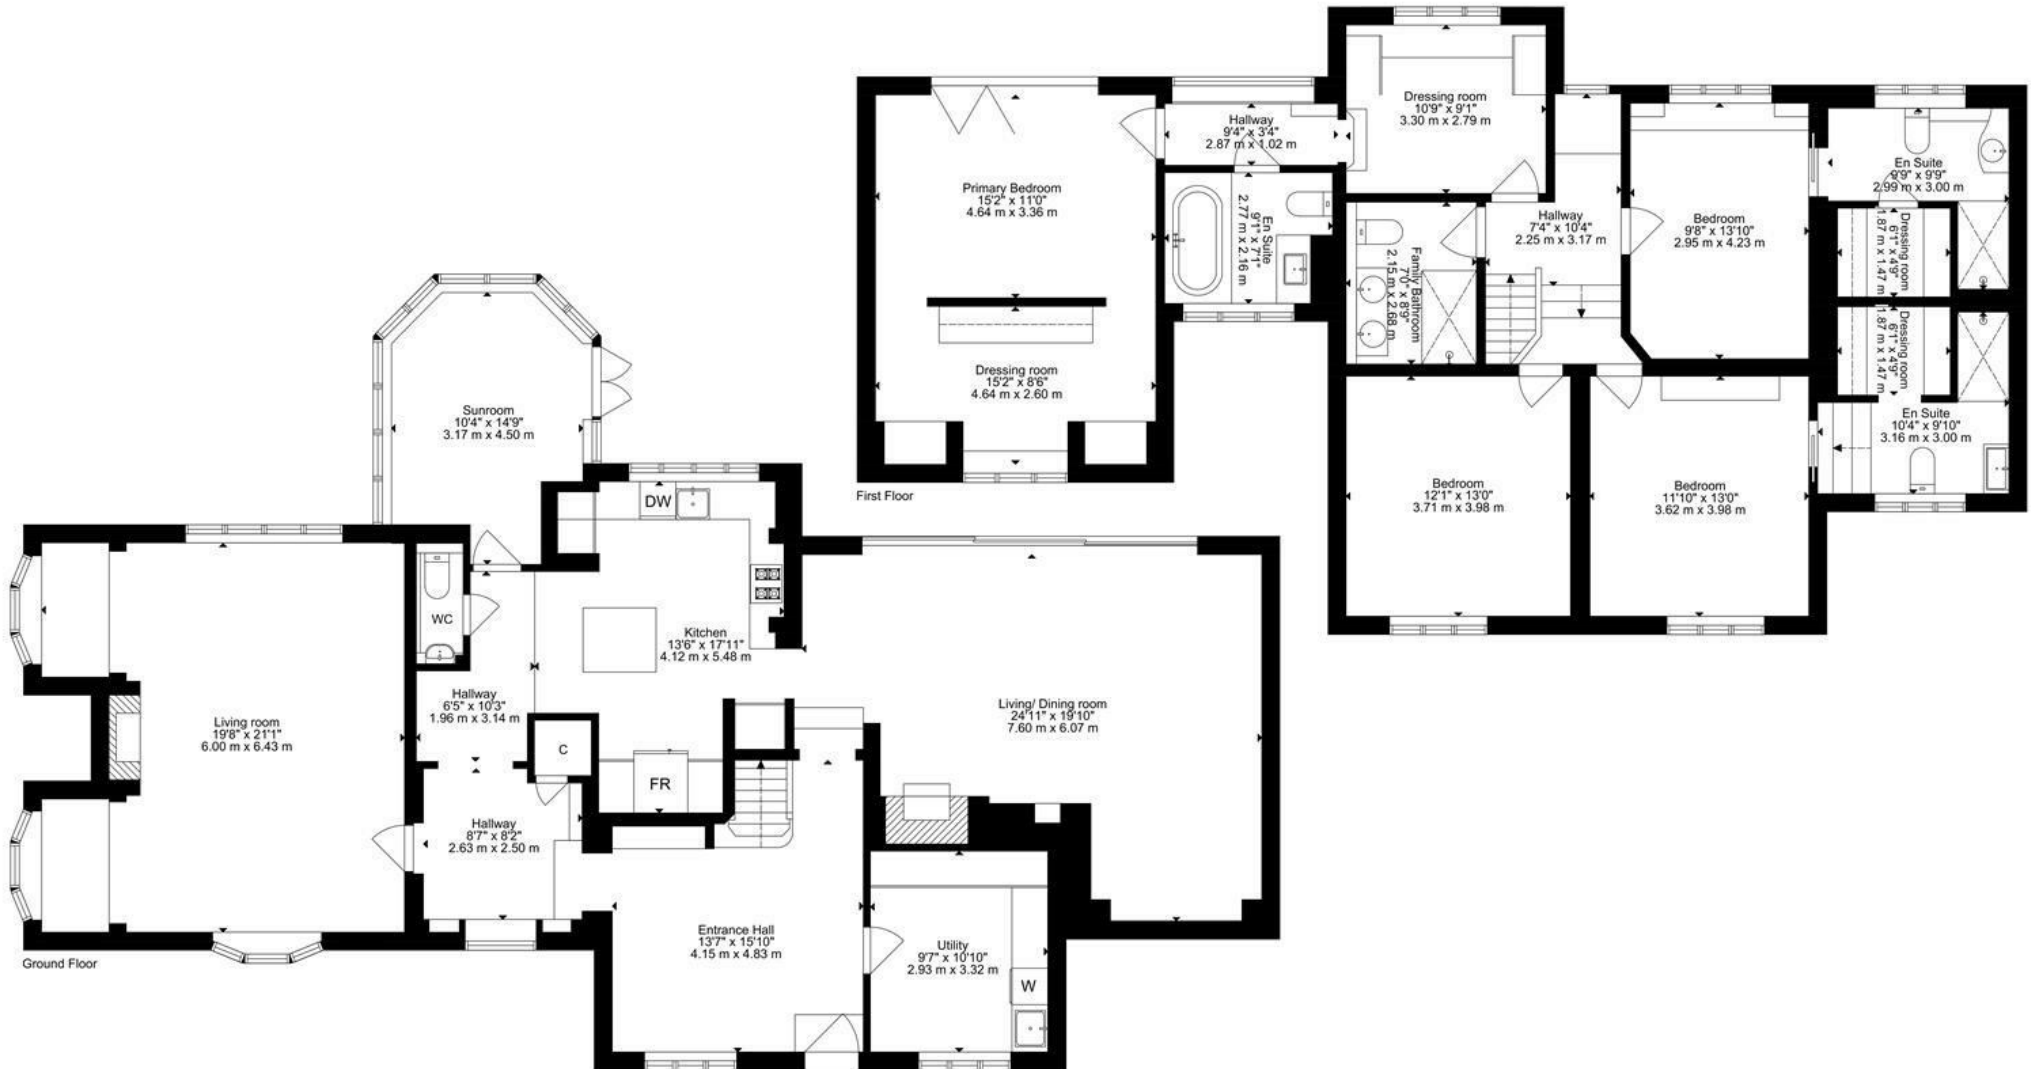 Dressing room
10'9" x 9'1"
3.30 m x 2.79 m
Hallway
9'4" x 3'4"
2.87 m x 1.02 m
Primary Bedroom
15'2" x 11'0"
4.64 m x 3.36 m
En Suite
9'1" x 7'1"
2.77 m x 2.16 m
Hallway
7'4" x 10'4"
2.25 m x 3.17 m
Bedroom
9'8" x 13'10"
2.95 m x 4.23 m
En Suite
9'9" x 9'9"
2.99 m x 3.00 m
Dressing room
6'1" x 4'9"
1.87 m x 1.47 m
Family Bathroom
7'0" x 8'9"
2.15 m x 2.68 m
Dressing room
6'1" x 4'9"
1.87 m x 1.47 m
Dressing room
15'2" x 8'6"
4.64 m x 2.60 m
En Suite
10'4" x 9'10"
3.16 m x 3.00 m
Bedroom
12'1" x 13'0"
3.71 m x 3.98 m
Bedroom
11'10" x 13'0"
3.62 m x 3.98 m
First Floor
Sunroom
10'4" x 14'9"
3.17 m x 4.50 m
DW
WC
Kitchen
13'6" x 17'11"
4.12 m x 5.48 m
Hallway
6'5" x 10'3"
1.96 m x 3.14 m
Living room
19'8" x 21'1"
6.00 m x 6.43 m
Living/ Dining room
24'11" x 19'10"
7.60 m x 6.07 m
C
FR
Hallway
8'7" x 8'2"
2.63 m x 2.50 m
Entrance Hall
13'7" x 15'10"
4.15 m x 4.83 m
Utility
9'7" x 10'10"
2.93 m x 3.32 m
W
Ground Floor